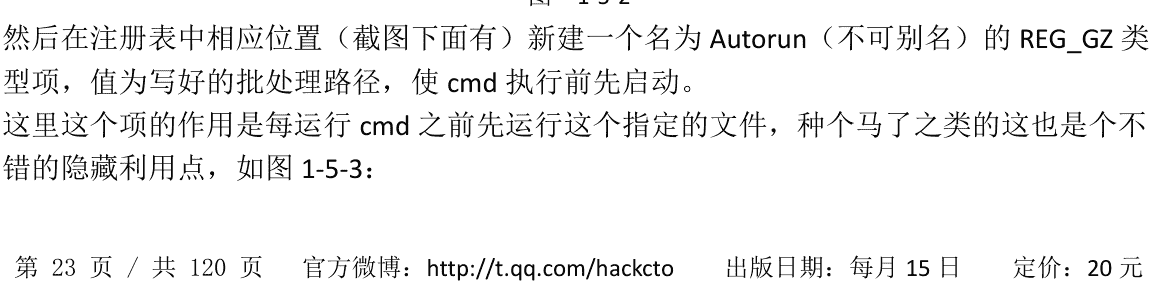 图 1-5-2
然后在注册表中相应位置（截图下面有）新建一个名为 Autorun（不可别名）的 REG_GZ 类
型项，值为写好的批处理路径，使 cmd 执行前先启动。
这里这个项的作用是每运行 cmd 之前先运行这个指定的文件，种个马了之类的这也是个不
错的隐藏利用点，如图 1-5-3：
第 23 页 / 共 120 页 官方微博：http://t.qq.com/hackcto 出版日期：每月 15 日 定价：20 元